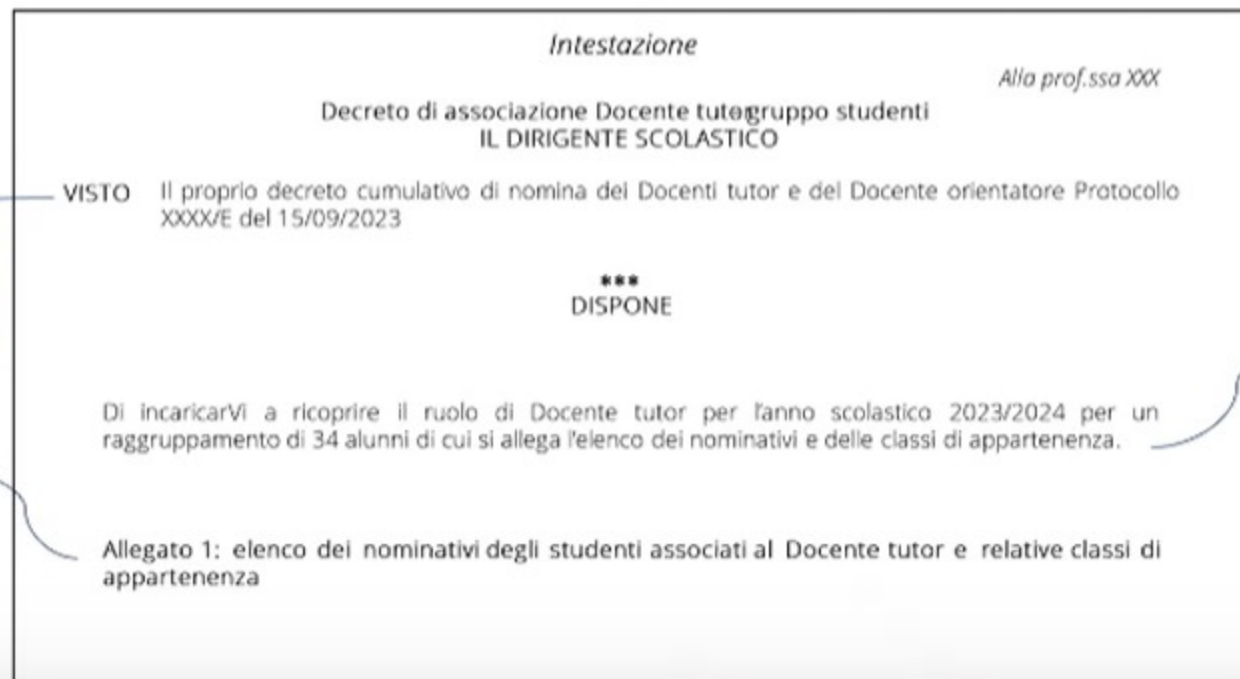 Intestazione
Alla prof.ssa XXX
Decreto di associazione Docente tutor gruppo studenti
IL DIRIGENTE SCOLASTICO
VISTO Il proprio decreto cumulativo di nomina dei Docenti tutor e del Docente orientatore Protocollo
XXXX/E del 15/09/2023
***
DISPONE
Di incaricarVi a ricoprire il ruolo di Docente tutor per l'anno scolastico 2023/2024 per un
raggruppamento di 34 alunni di cui si allega l'elenco dei nominativi e delle classi di appartenenza.
Allegato 1: elenco dei nominativi degli studenti associati al Docente tutor e relative classi di
appartenenza